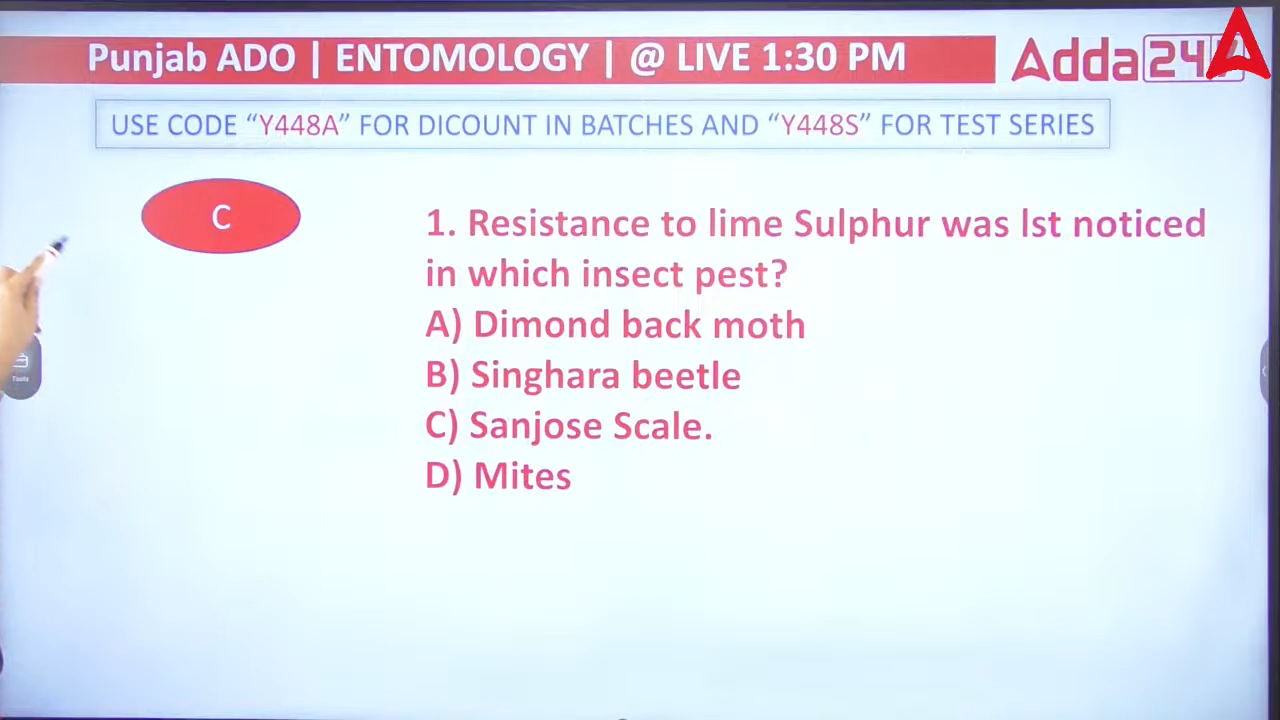 Punjab ADO | ENTOMOLOGY | @ LIVE 1:30 PM
Adda247
USE CODE “Y448A” FOR DICOUNT IN BATCHES AND “Y448S” FOR TEST SERIES
C
1. Resistance to lime Sulphur was lst noticed
in which insect pest?
A) Dimond back moth
B) Singhara beetle
C) Sanjose Scale.
D) Mites
Tools